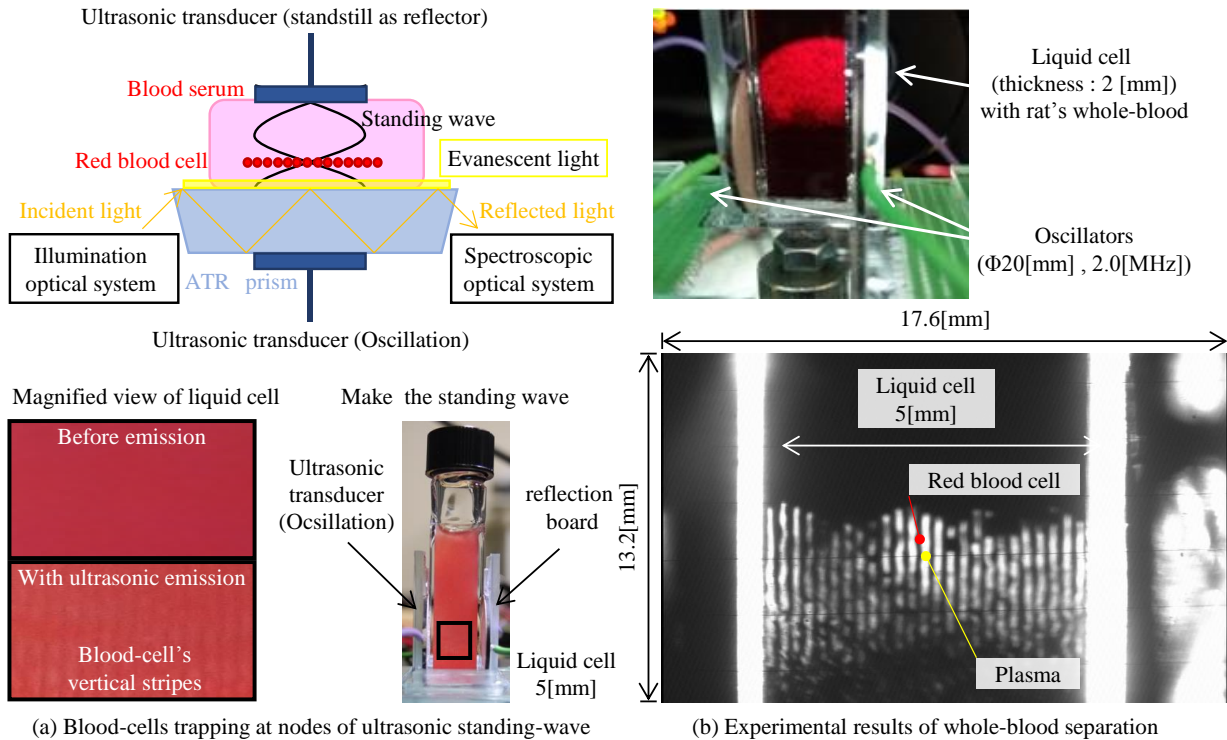 Ultrasonic transducer (standstill as reflector)
Blood serum
Standing wave
Red blood cell
Evanescent light
Incident light
Reflected light
Illumination
optical system
Spectroscopic
optical system
ATR prism
Ultrasonic transducer (Oscillation)
Magnified view of liquid cell
Before emission
With ultrasonic emission
Blood-cell's
vertical stripes
Make the standing wave
Ultrasonic
transducer
(Ocsillation)
reflection
board
Liquid cell
5[mm]
(a) Blood-cells trapping at nodes of ultrasonic standing-wave
Liquid cell
(thickness : 2 [mm])
with rat's whole-blood
Oscillators
(Φ20[mm] , 2.0[MHz])
17.6[mm]
13.2[mm]
Liquid cell
5[mm]
Red blood cell
Plasma
(b) Experimental results of whole-blood separation